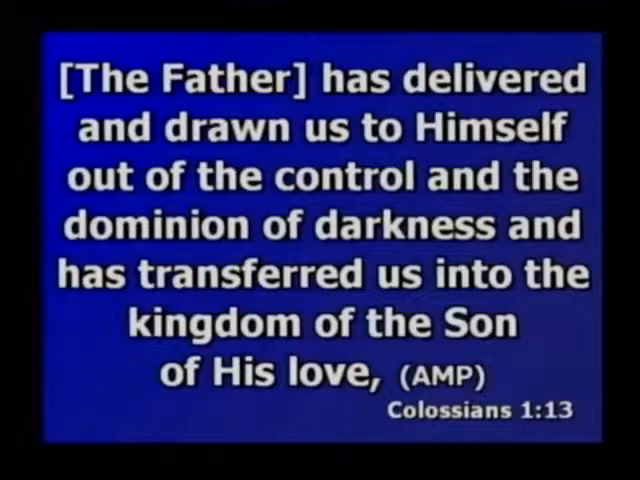 [The Father] has delivered
and drawn us to Himself
out of the control and the
dominion of darkness and
has transferred us into the
kingdom of the Son
of His love, (AMP)
Colossians 1:13